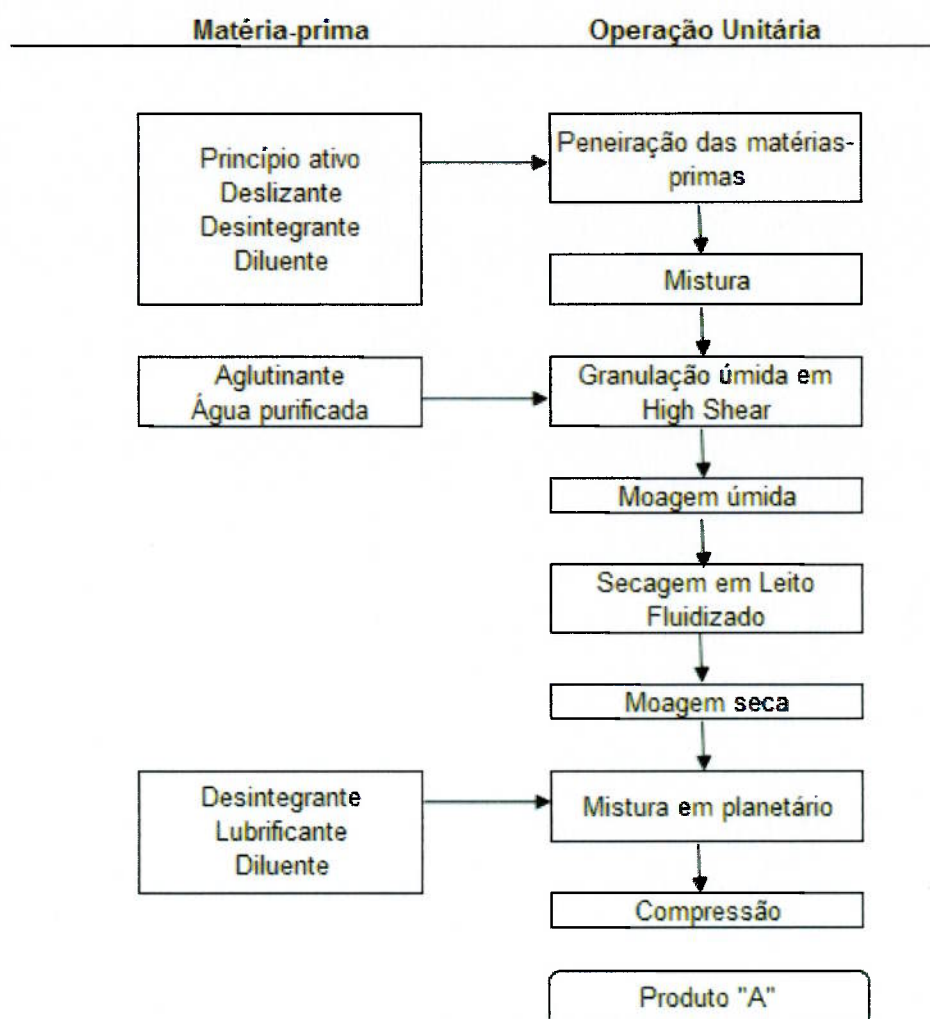 Matéria-prima
Operação Unitária
Princípio ativo
Deslizante
Desintegrante
Diluente
Peneiração das matérias-
primas
Mistura
Aglutinante
Água purificada
Granulação úmida em
High Shear
Moagem úmida
Secagem em Leito
Fluidizado
Moagem seca
Desintegrante
Lubrificante
Diluente
Mistura em planetário
Compressão
Produto "A"